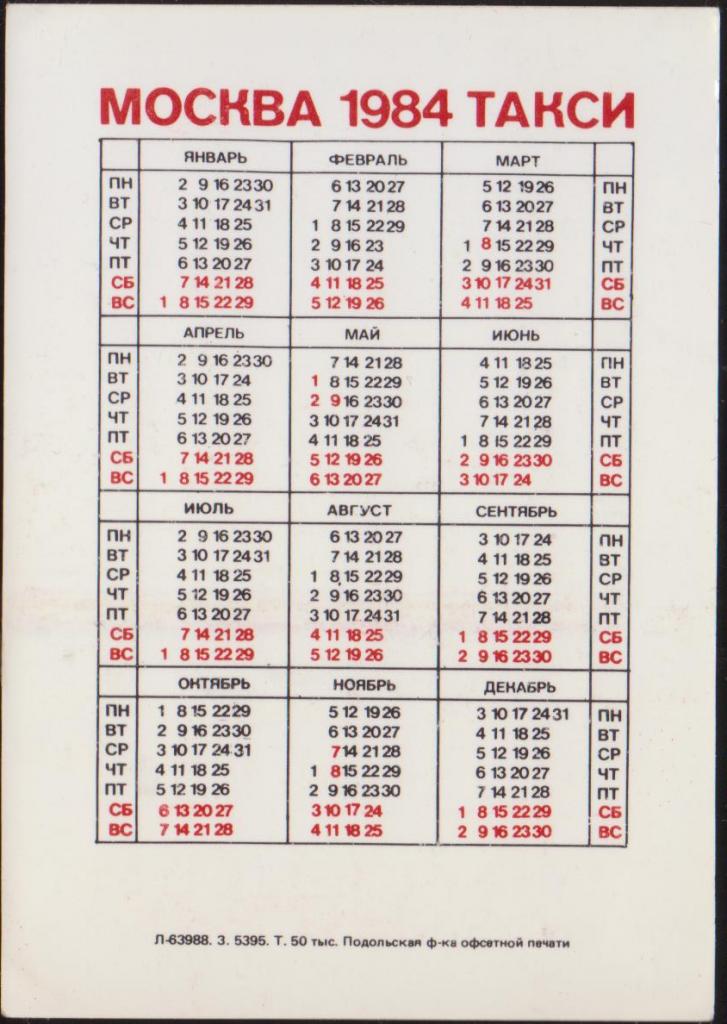 МОСКВА 1984 ТАКСИ
ЯНВАРЬ ФЕВРАЛЬ МАРТ
ПН 2 9 16 23 30 6 13 20 27 5 12 19 26 ПН
ВТ 3 10 17 24 31 7 14 21 28 6 13 20 27 ВТ
СР 4 11 18 25 1 8 15 22 29 7 14 21 28 СР
ЧТ 5 12 19 26 2 9 16 23 1 8 15 22 29 ЧТ
ПТ 6 13 20 27 3 10 17 24 2 9 16 23 30 ПТ
СБ 7 14 21 28 4 11 18 25 3 10 17 24 31 СБ
ВС 1 8 15 22 29 5 12 19 26 4 11 18 25 ВС
АПРЕЛЬ МАЙ ИЮНЬ
ПН 2 9 16 23 30 7 14 21 28 4 11 18 25 ПН
ВТ 3 10 17 24 1 8 15 22 29 5 12 19 26 ВТ
СР 4 11 18 25 2 9 16 23 30 6 13 20 27 СР
ЧТ 5 12 19 26 3 10 17 24 31 7 14 21 28 ЧТ
ПТ 6 13 20 27 4 11 18 25 1 8 15 22 29 ПТ
СБ 7 14 21 28 5 12 19 26 2 9 16 23 30 СБ
ВС 1 8 15 22 29 6 13 20 27 3 10 17 24 ВС
ИЮЛЬ АВГУСТ СЕНТЯБРЬ
ПН 2 9 16 23 30 6 13 20 27 3 10 17 24 ПН
ВТ 3 10 17 24 31 7 14 21 28 4 11 18 25 ВТ
СР 4 11 18 25 1 8 15 22 29 5 12 19 26 СР
ЧТ 5 12 19 26 2 9 16 23 30 6 13 20 27 ЧТ
ПТ 6 13 20 27 3 10 17 24 31 7 14 21 28 ПТ
СБ 7 14 21 28 4 11 18 25 1 8 15 22 29 СБ
ВС 1 8 15 22 29 5 12 19 26 2 9 16 23 30 ВС
ОКТЯБРЬ НОЯБРЬ ДЕКАБРЬ
ПН 1 8 15 22 29 5 12 19 26 3 10 17 24 31 ПН
ВТ 2 9 16 23 30 6 13 20 27 4 11 18 25 ВТ
СР 3 10 17 24 31 7 14 21 28 5 12 19 26 СР
ЧТ 4 11 18 25 1 8 15 22 29 6 13 20 27 ЧТ
ПТ 5 12 19 26 2 9 16 23 30 7 14 21 28 ПТ
СБ 6 13 20 27 3 10 17 24 1 8 15 22 29 СБ
ВС 7 14 21 28 4 11 18 25 2 9 16 23 30 ВС
Л-63988. З. 5395. Т. 50 тыс. Подольская ф-ка офсетной печати